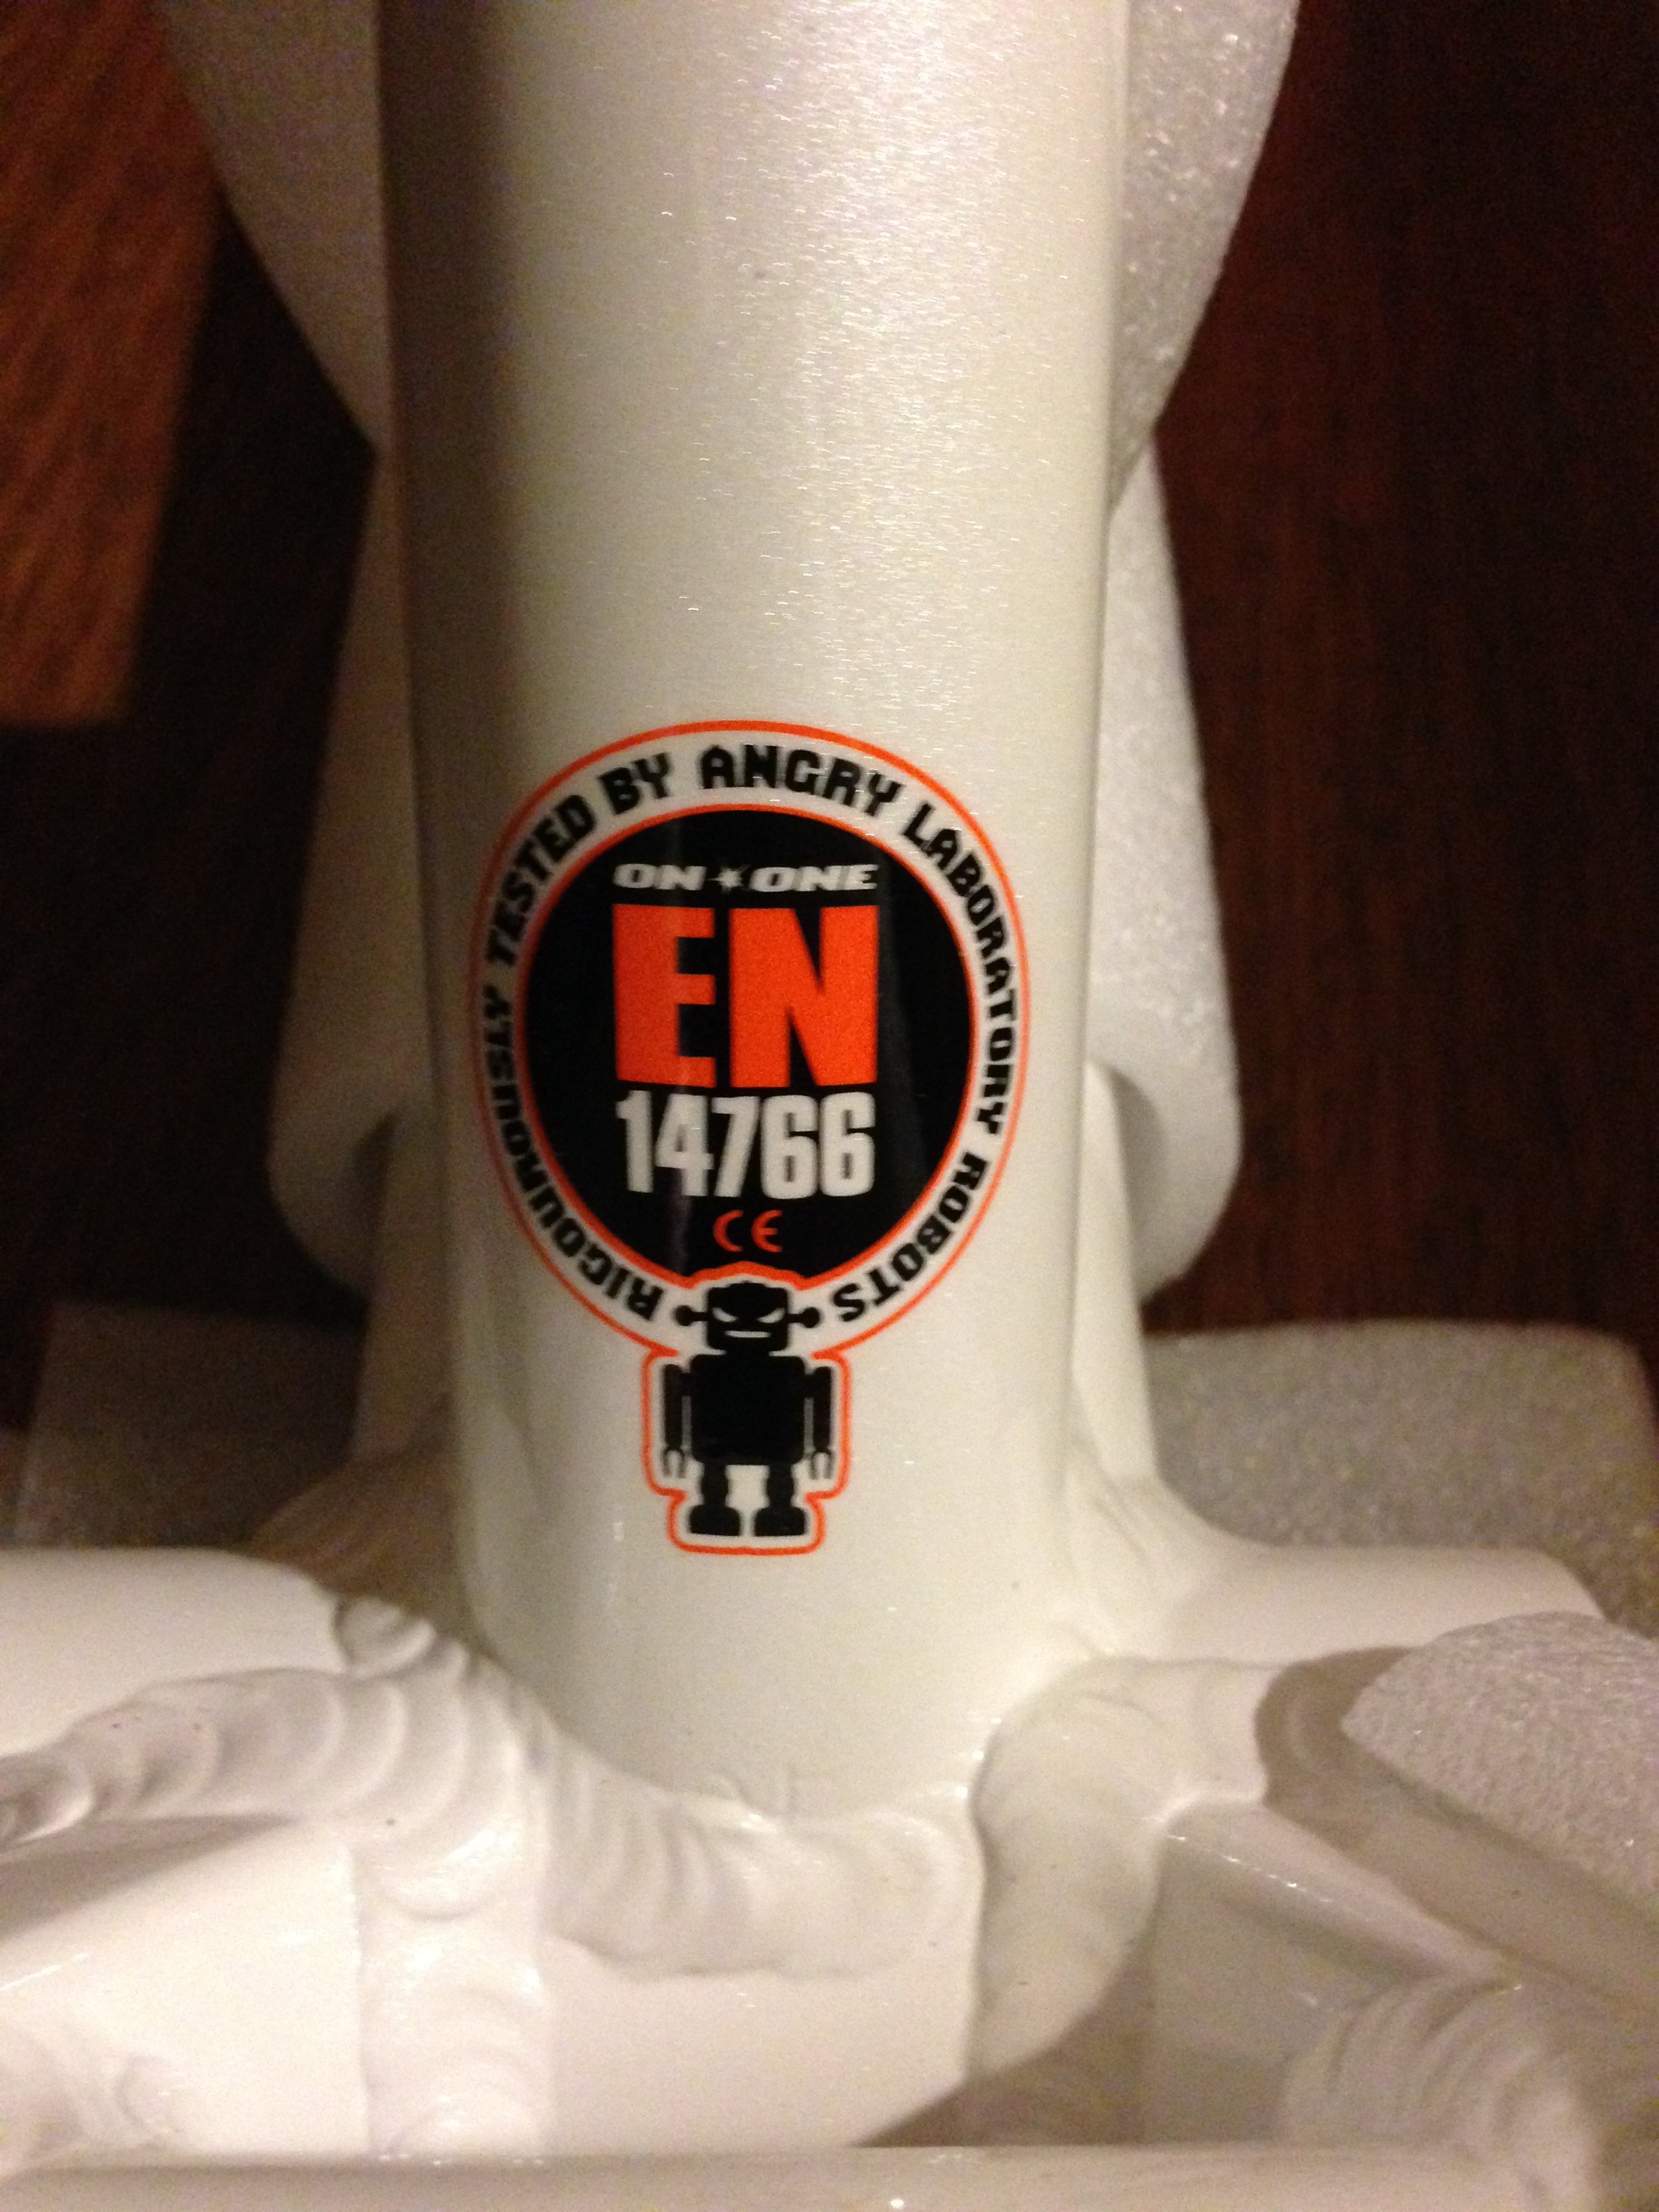 RIGOUROUSLY TESTED BY ANGRY LABORATORY ROBOTS
ON ONE
EN
14766
CE